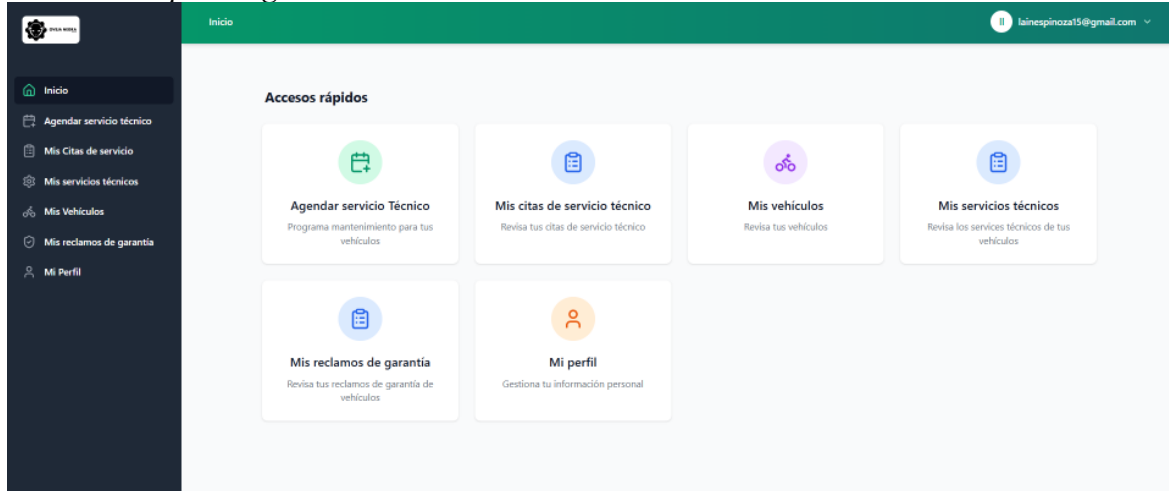 OVEJA NEGRA
Inicio
II lainespinoza15@gmail.com
Inicio
Agendar servicio técnico
Mis Citas de servicio
Mis servicios técnicos
Mis Vehículos
Mis reclamos de garantía
Mi Perfil
Accesos rápidos
Agendar servicio Técnico
Programa mantenimiento para tus
vehículos
Mis citas de servicio técnico
Revisa tus citas de servicio técnico
Mis vehículos
Revisa tus vehículos
Mis servicios técnicos
Revisa los services técnicos de tus
vehículos
Mis reclamos de garantía
Revisa tus reclamos de garantía de
vehículos
Mi perfil
Gestiona tu información personal